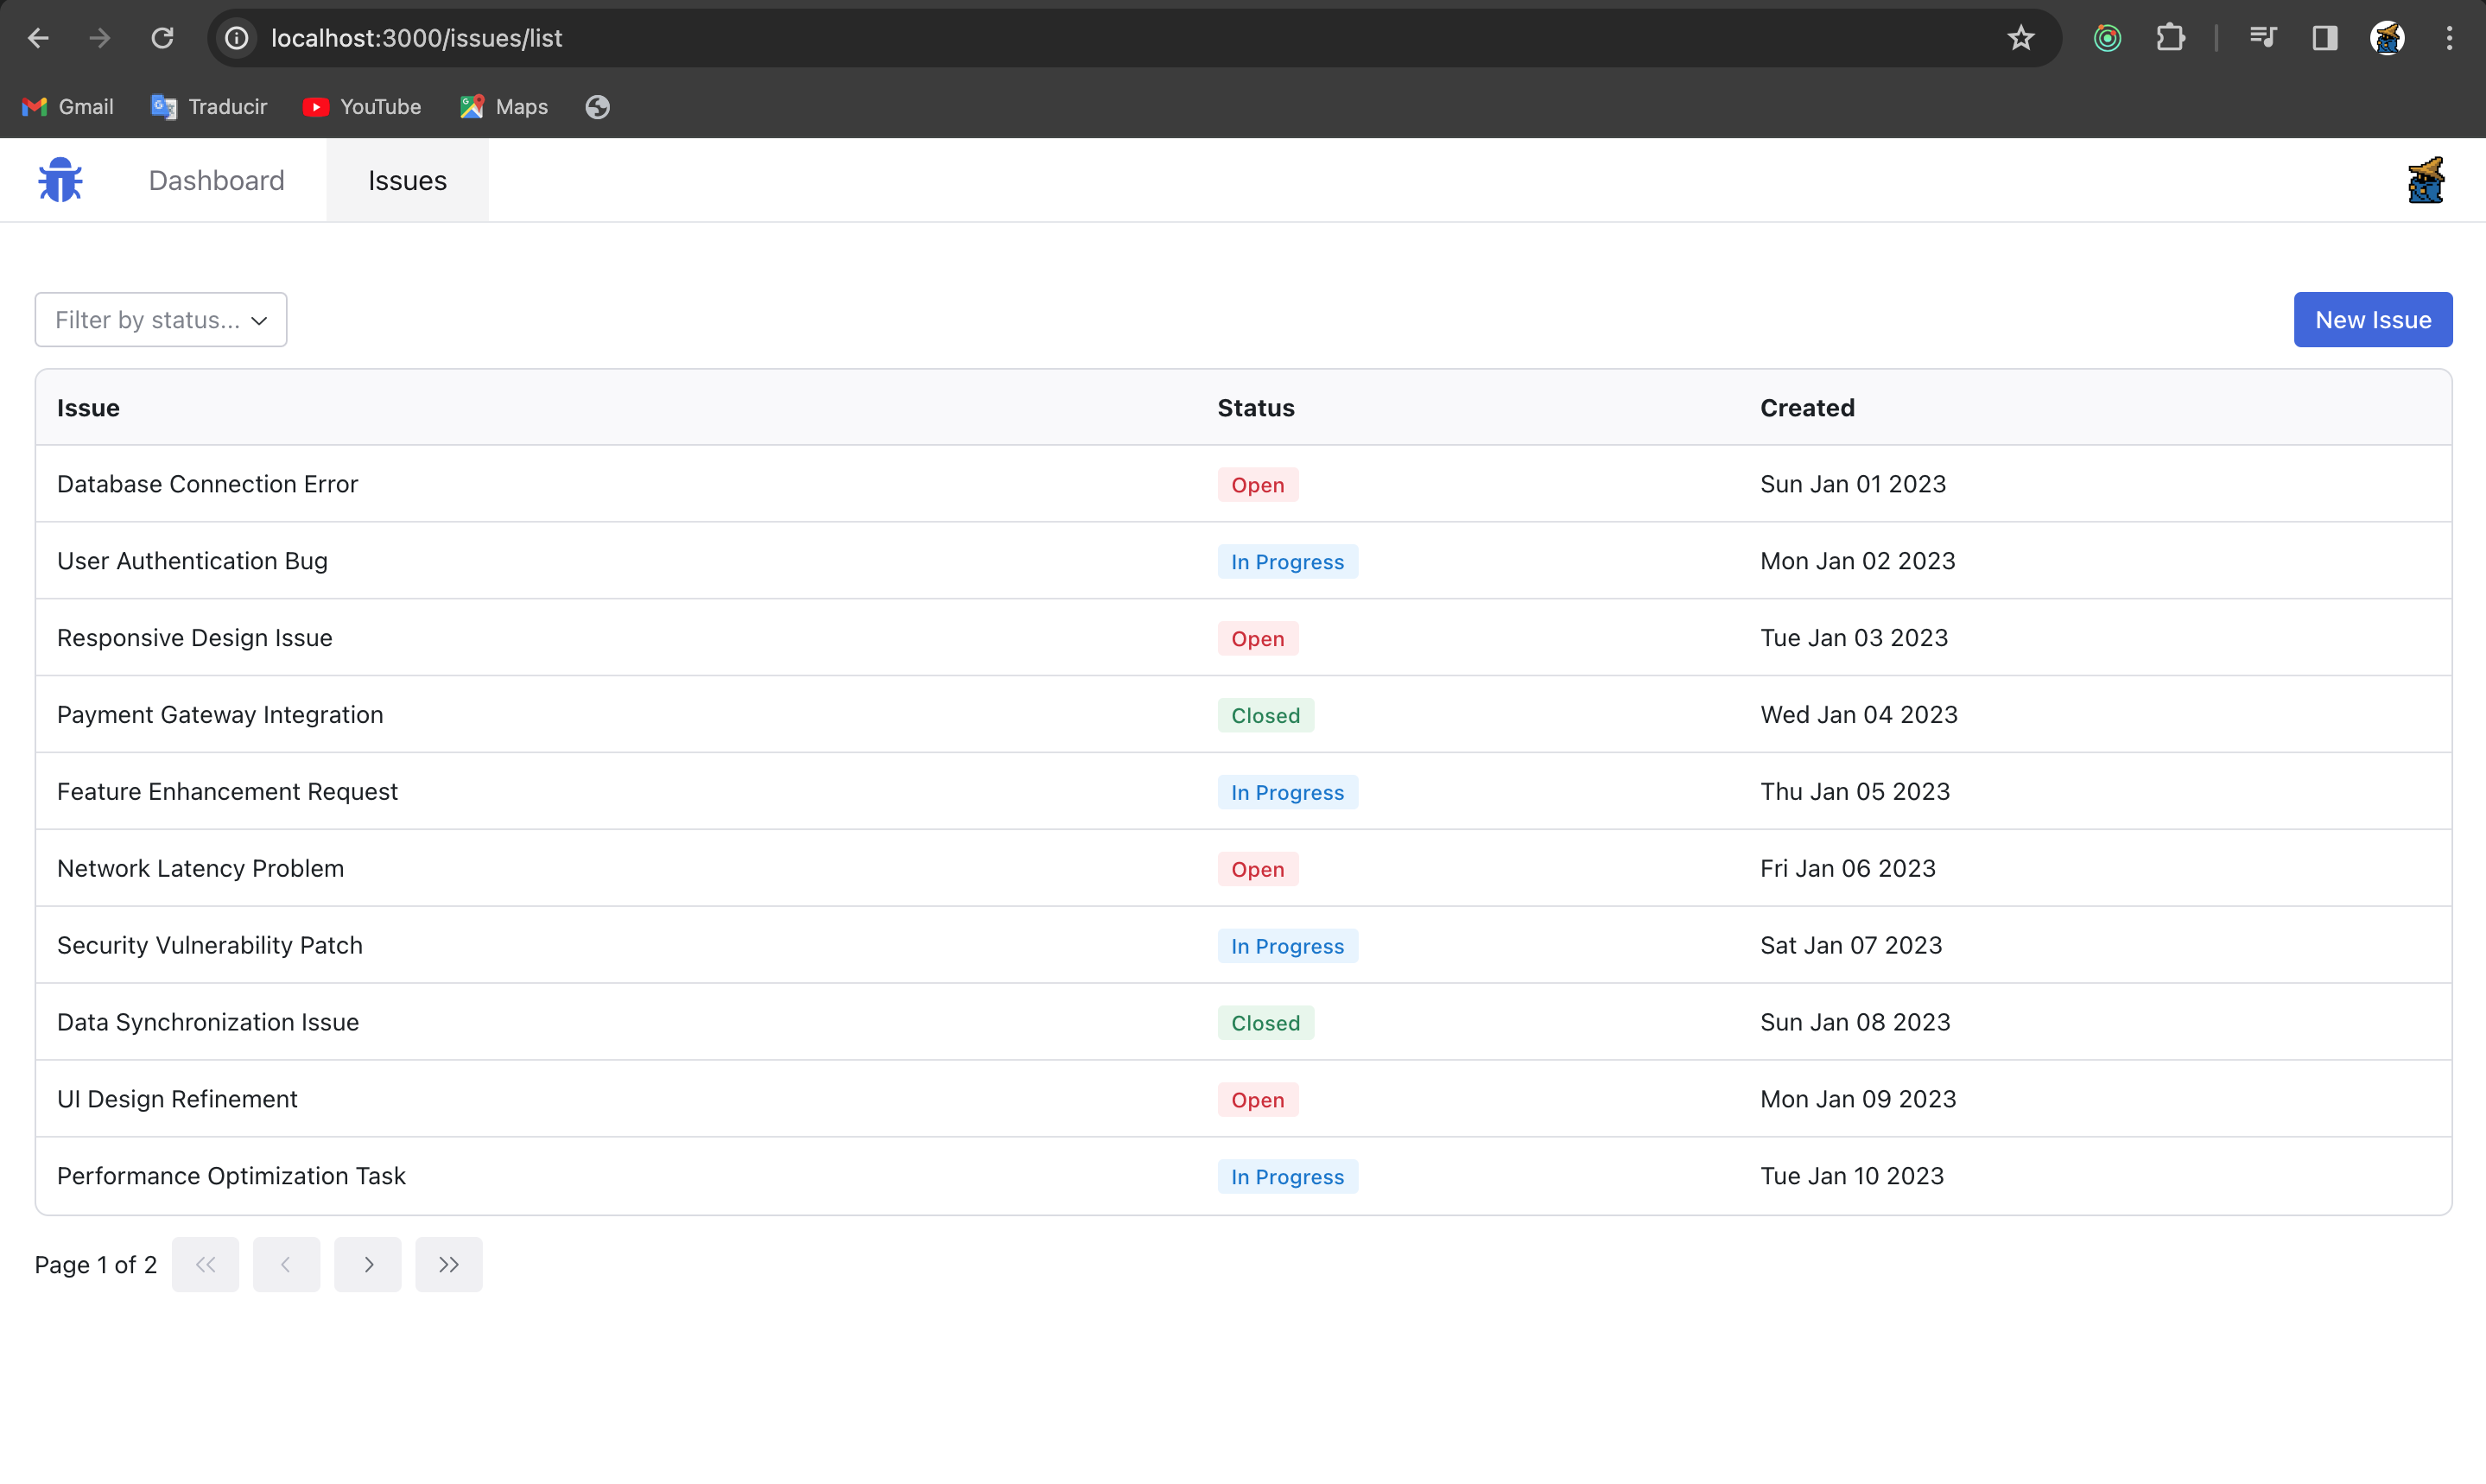 localhost:3000/issues/list
Gmail Traducir YouTube Maps
Dashboard Issues
Filter by status... New Issue
Issue Status Created
Database Connection Error Open Sun Jan 01 2023
User Authentication Bug In Progress Mon Jan 02 2023
Responsive Design Issue Open Tue Jan 03 2023
Payment Gateway Integration Closed Wed Jan 04 2023
Feature Enhancement Request In Progress Thu Jan 05 2023
Network Latency Problem Open Fri Jan 06 2023
Security Vulnerability Patch In Progress Sat Jan 07 2023
Data Synchronization Issue Closed Sun Jan 08 2023
UI Design Refinement Open Mon Jan 09 2023
Performance Optimization Task In Progress Tue Jan 10 2023
Page 1 of 2